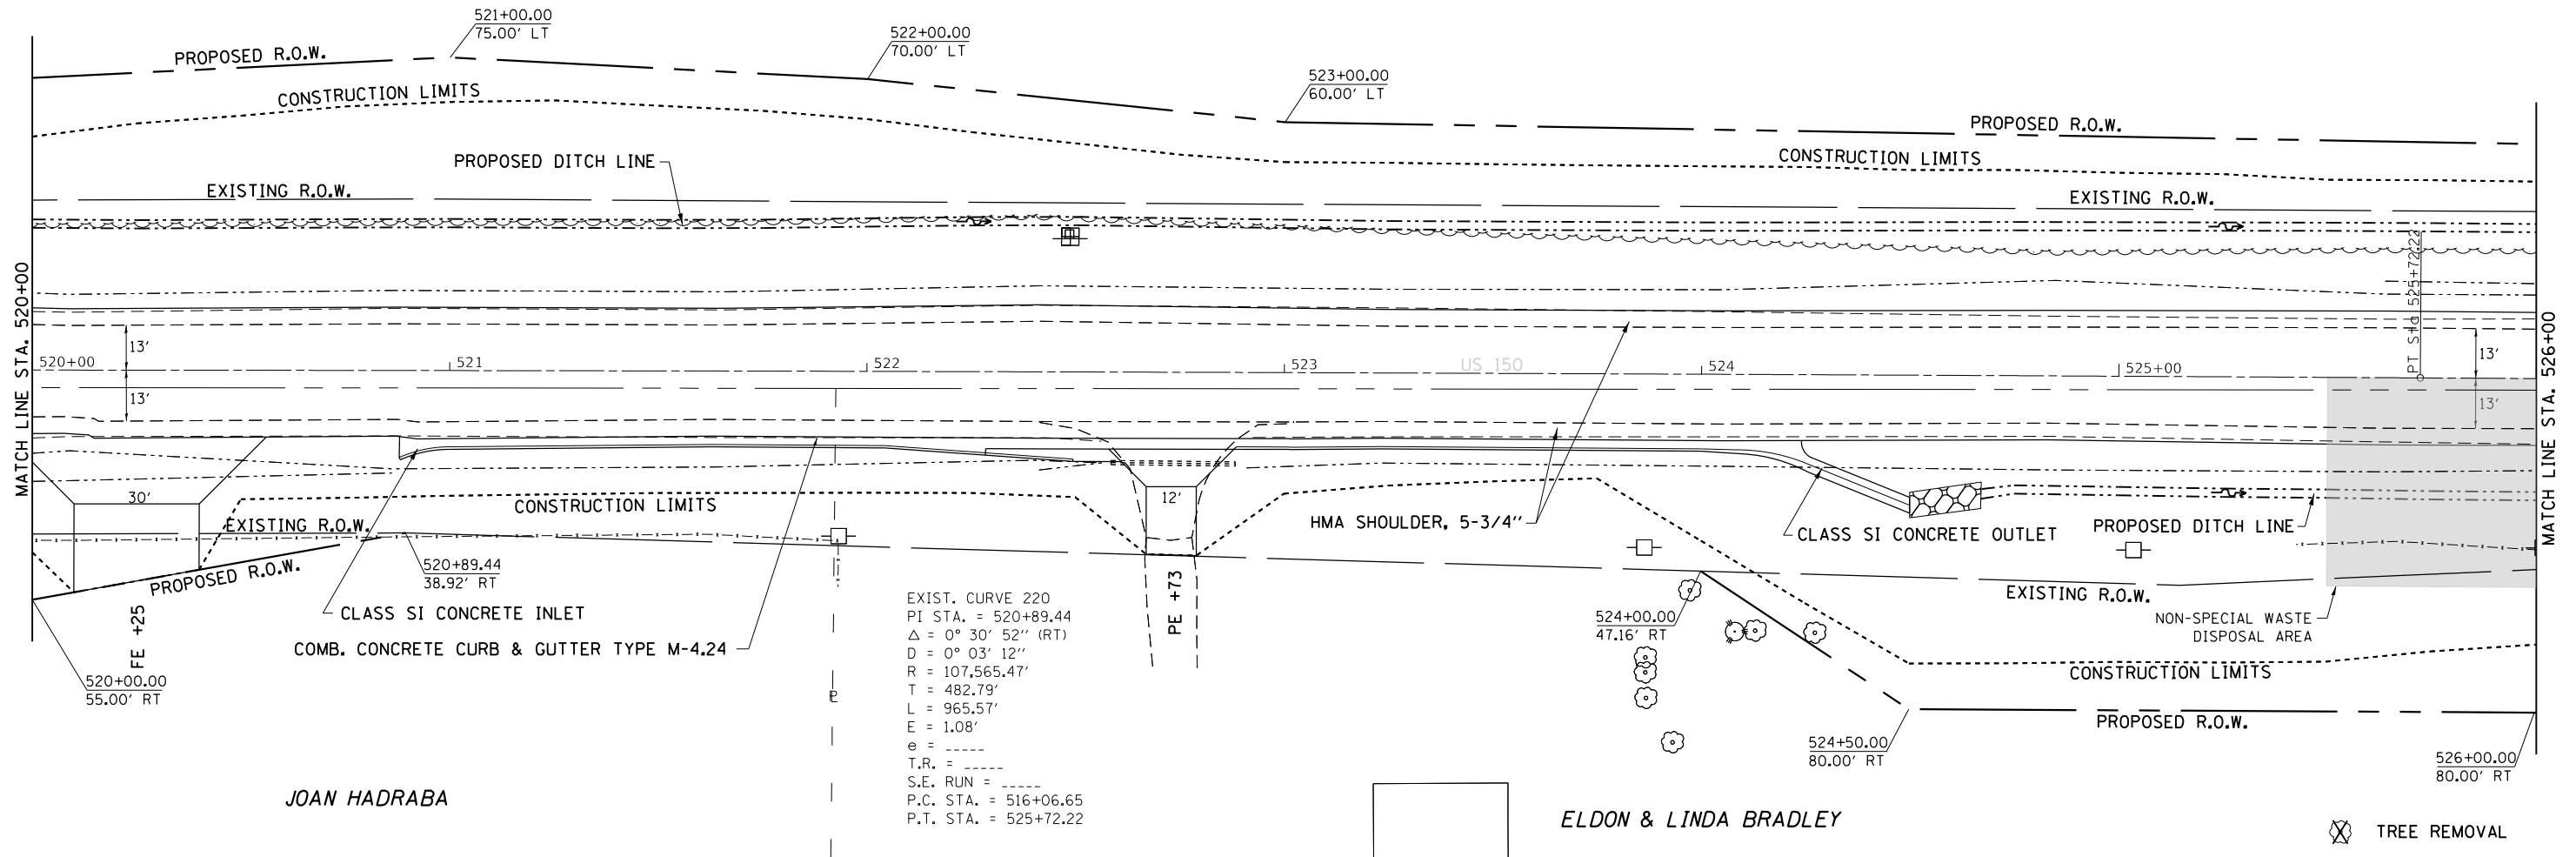 521+00.00
75.00' LT
522+00.00
70.00' LT
523+00.00
60.00' LT
PROPOSED R.O.W.
CONSTRUCTION LIMITS
PROPOSED R.O.W.
CONSTRUCTION LIMITS
PROPOSED DITCH LINE
EXISTING R.O.W.
EXISTING R.O.W.
MATCH LINE STA. 520+00
PT Sta 525+72.22
MATCH LINE STA. 526+00
13'
13'
520+00
521
522
523
US 150
524
525+00
13'
13'
30'
12'
CONSTRUCTION LIMITS
EXISTING R.O.W.
HMA SHOULDER, 5-3/4"
CLASS SI CONCRETE OUTLET
PROPOSED DITCH LINE
520+89.44
38.92' RT
PROPOSED R.O.W.
FE +25
CLASS SI CONCRETE INLET
COMB. CONCRETE CURB & GUTTER TYPE M-4.24
520+00.00
55.00' RT
P
EXIST. CURVE 220
PI STA. = 520+89.44
Δ = 0° 30' 52" (RT)
D = 0° 03' 12"
R = 107,565.47'
T = 482.79'
L = 965.57'
E = 1.08'
e = _____
T.R. = _____
S.E. RUN = _____
P.C. STA. = 516+06.65
P.T. STA. = 525+72.22
PE +73
524+00.00
47.16' RT
EXISTING R.O.W.
NON-SPECIAL WASTE
DISPOSAL AREA
CONSTRUCTION LIMITS
PROPOSED R.O.W.
524+50.00
80.00' RT
526+00.00
80.00' RT
JOAN HADRABA
ELDON & LINDA BRADLEY
TREE REMOVAL